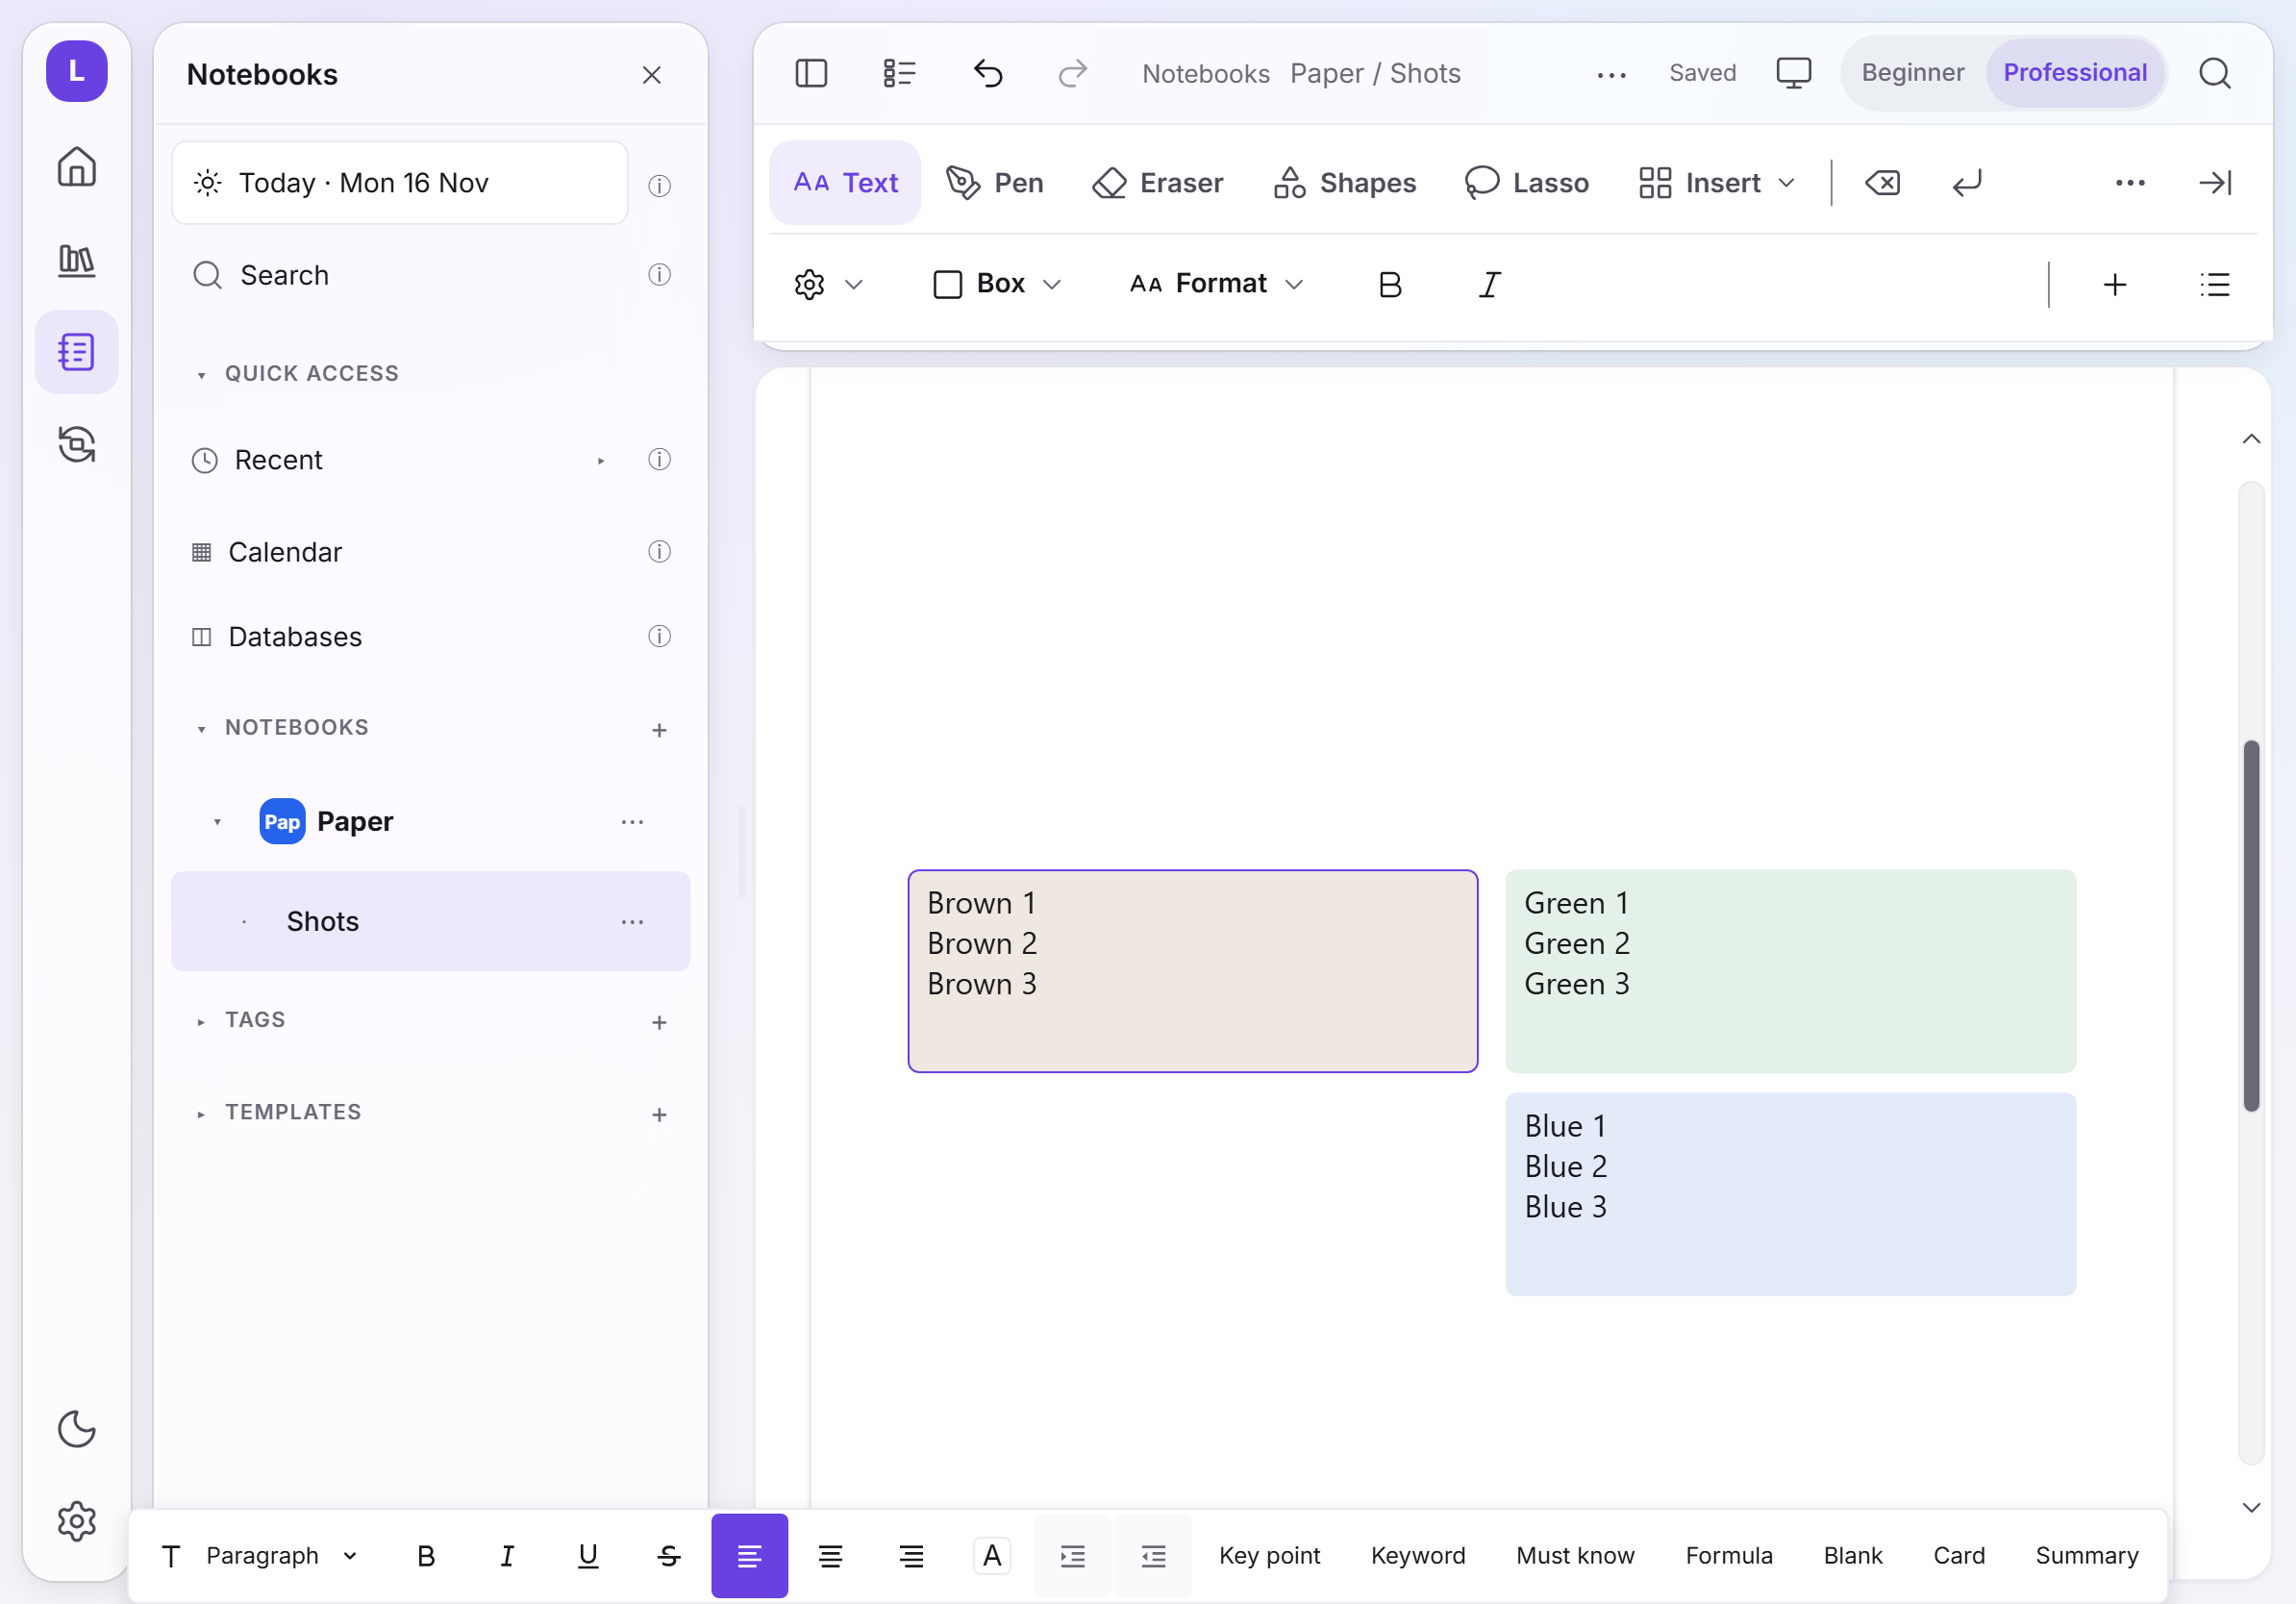 L
Notebooks
Today · Mon 16 Nov
Search
QUICK ACCESS
Recent
Calendar
Databases
NOTEBOOKS
Pap Paper
Shots
TAGS
TEMPLATES
Notebooks Paper / Shots
Saved
Beginner Professional
Text Pen Eraser Shapes Lasso Insert
Box Format B I
Brown 1
Brown 2
Brown 3
Green 1
Green 2
Green 3
Blue 1
Blue 2
Blue 3
T Paragraph B I U S A Key point Keyword Must know Formula Blank Card Summary